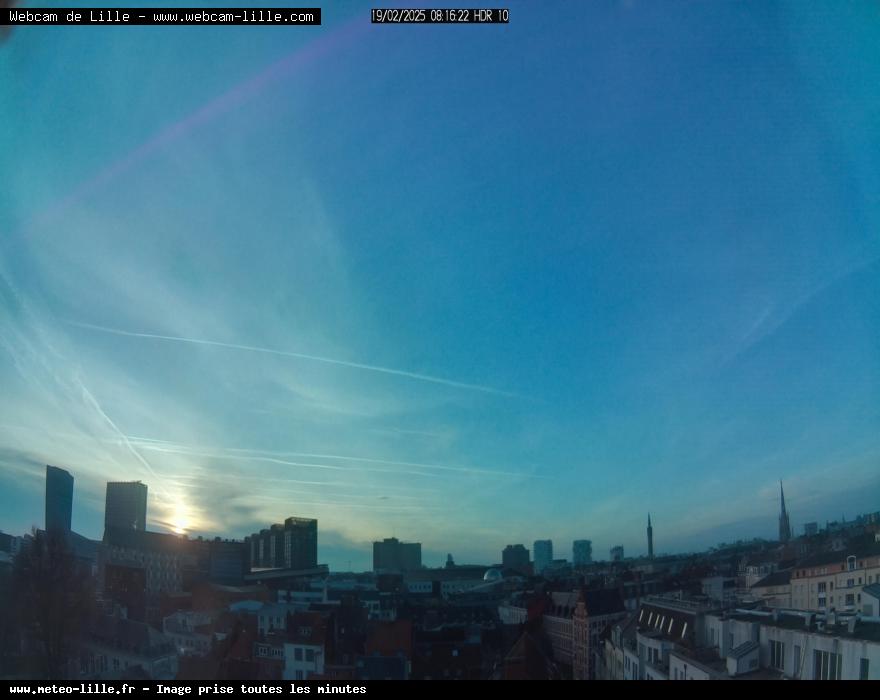 Webcam de Lille - www.webcam-lille.com
19/02/2025 08:16:22 HDR 10
www.meteo-lille.fr - Image prise toutes les minutes